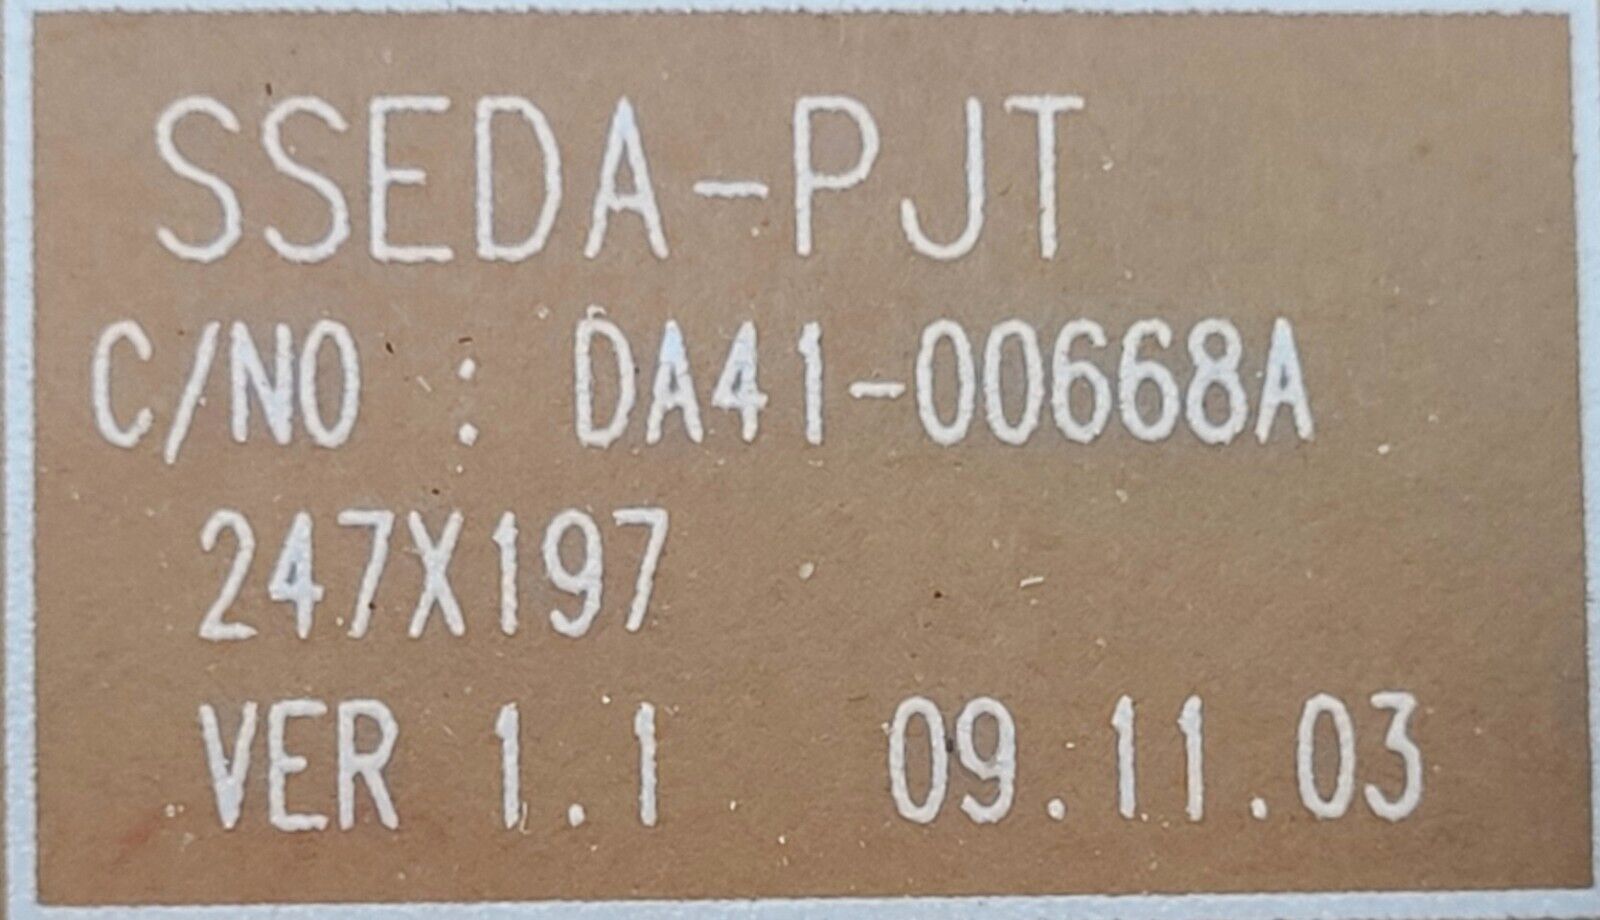 SSEDA-PJT
C/NO : DA41-00668A
247X197
VER 1.1 09.11.03